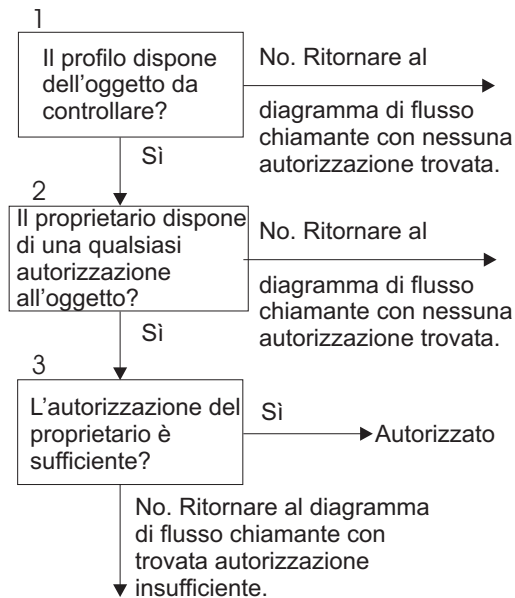 1
Il profilo dispone
dell'oggetto da
controllare?
No. Ritornare al
diagramma di flusso
chiamante con nessuna
autorizzazione trovata.
Sì
2
Il proprietario dispone
di una qualsiasi
autorizzazione
all'oggetto?
No. Ritornare al
diagramma di flusso
chiamante con nessuna
autorizzazione trovata.
Sì
3
L'autorizzazione del
proprietario è
sufficiente?
Sì
Autorizzato
No. Ritornare al diagramma
di flusso chiamante con
trovata autorizzazione
insufficiente.